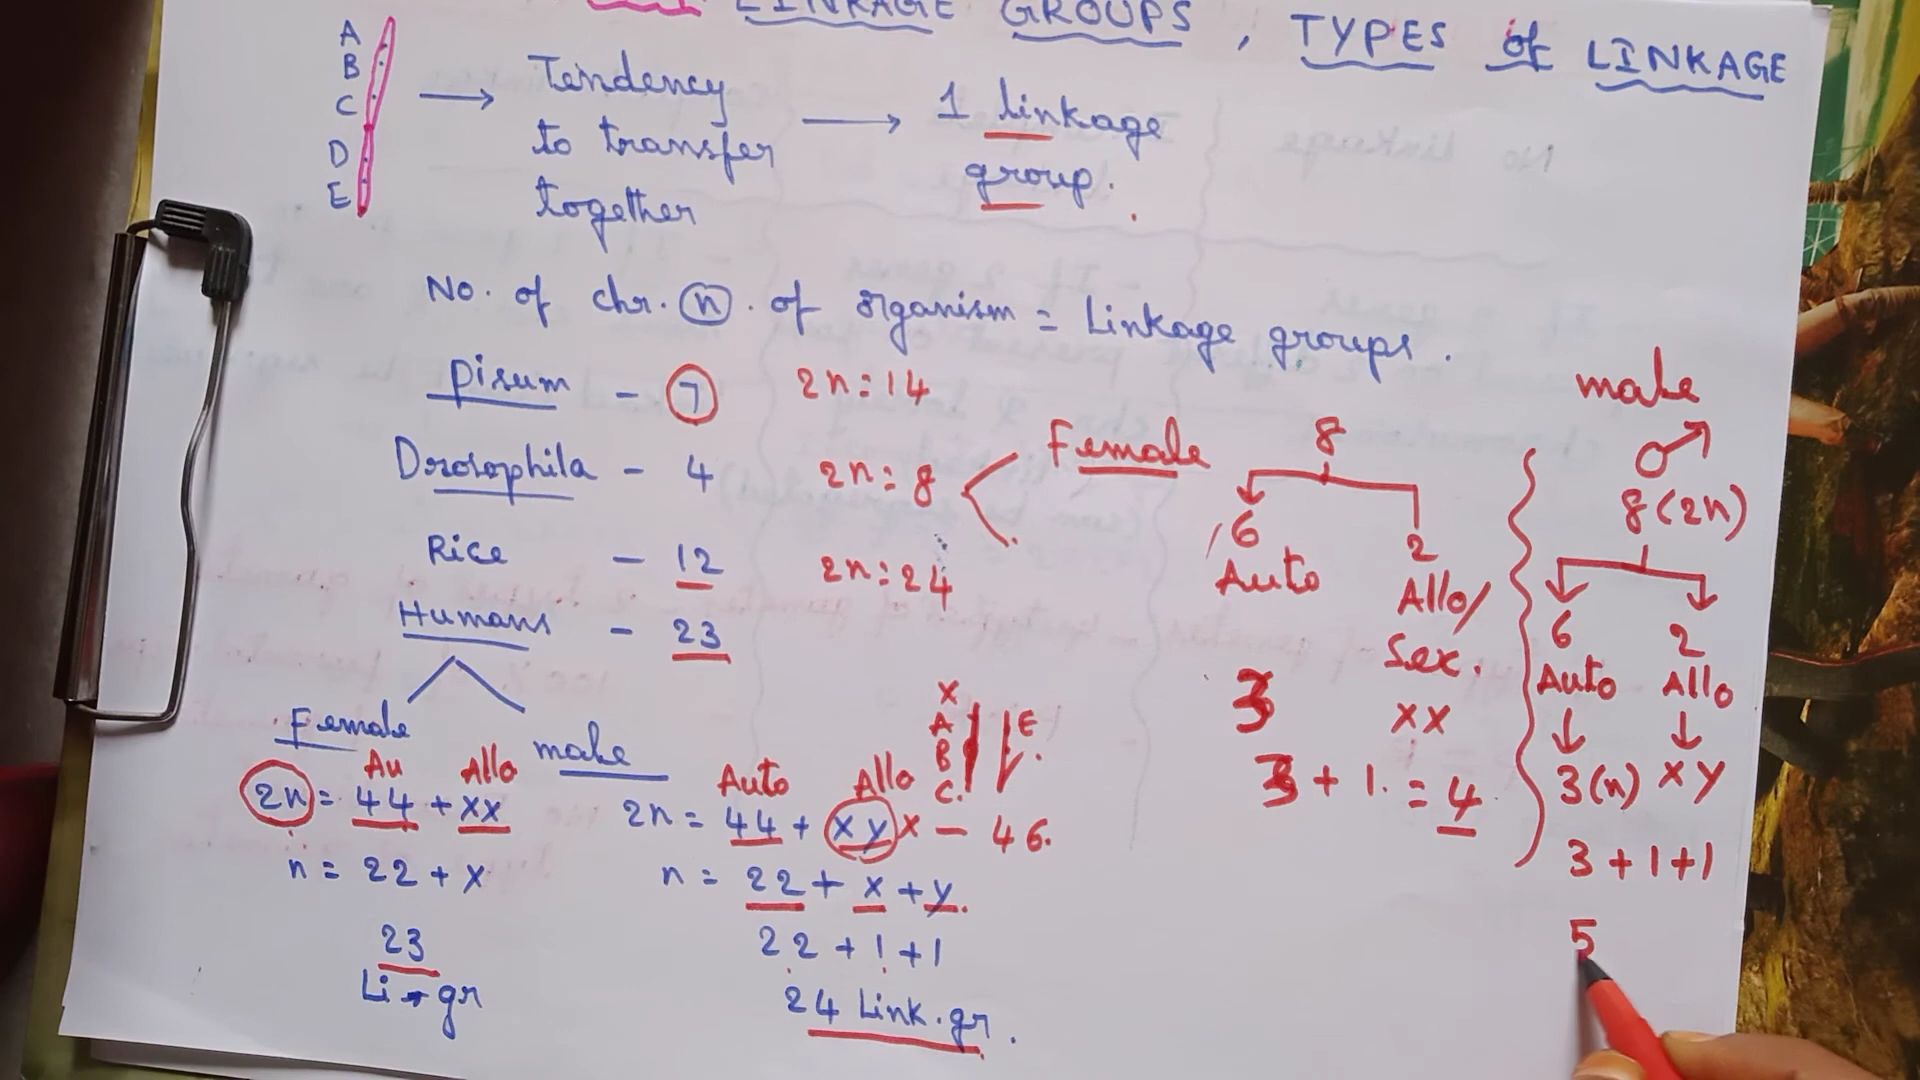 LINKAGE GROUPS, TYPES of LINKAGE
A
B
C
D
E
Tendency
to transfer
together
1 linkage
group.
No. of chr. n. of organism = Linkage groups.
Pisum - 7 2n = 14
Drosophila - 4 2n = 8
Rice - 12 2n = 24
Humans - 23
Female
Au Allo
2n = 44 + xx
n = 22 + x
23
Li - gr
male
Auto Allo
2n = 44 + xy x - 46.
n = 22 + x + y.
22 + 1 + 1
24 Link. gr.
X
A
B
C.
E
Female
8
6
Auto
2
Allo/
Sex.
XX
3
3 + 1. = 4
male
♂
8 (2n)
6
Auto
2
Allo
3(n) xy
3 + 1 + 1
5